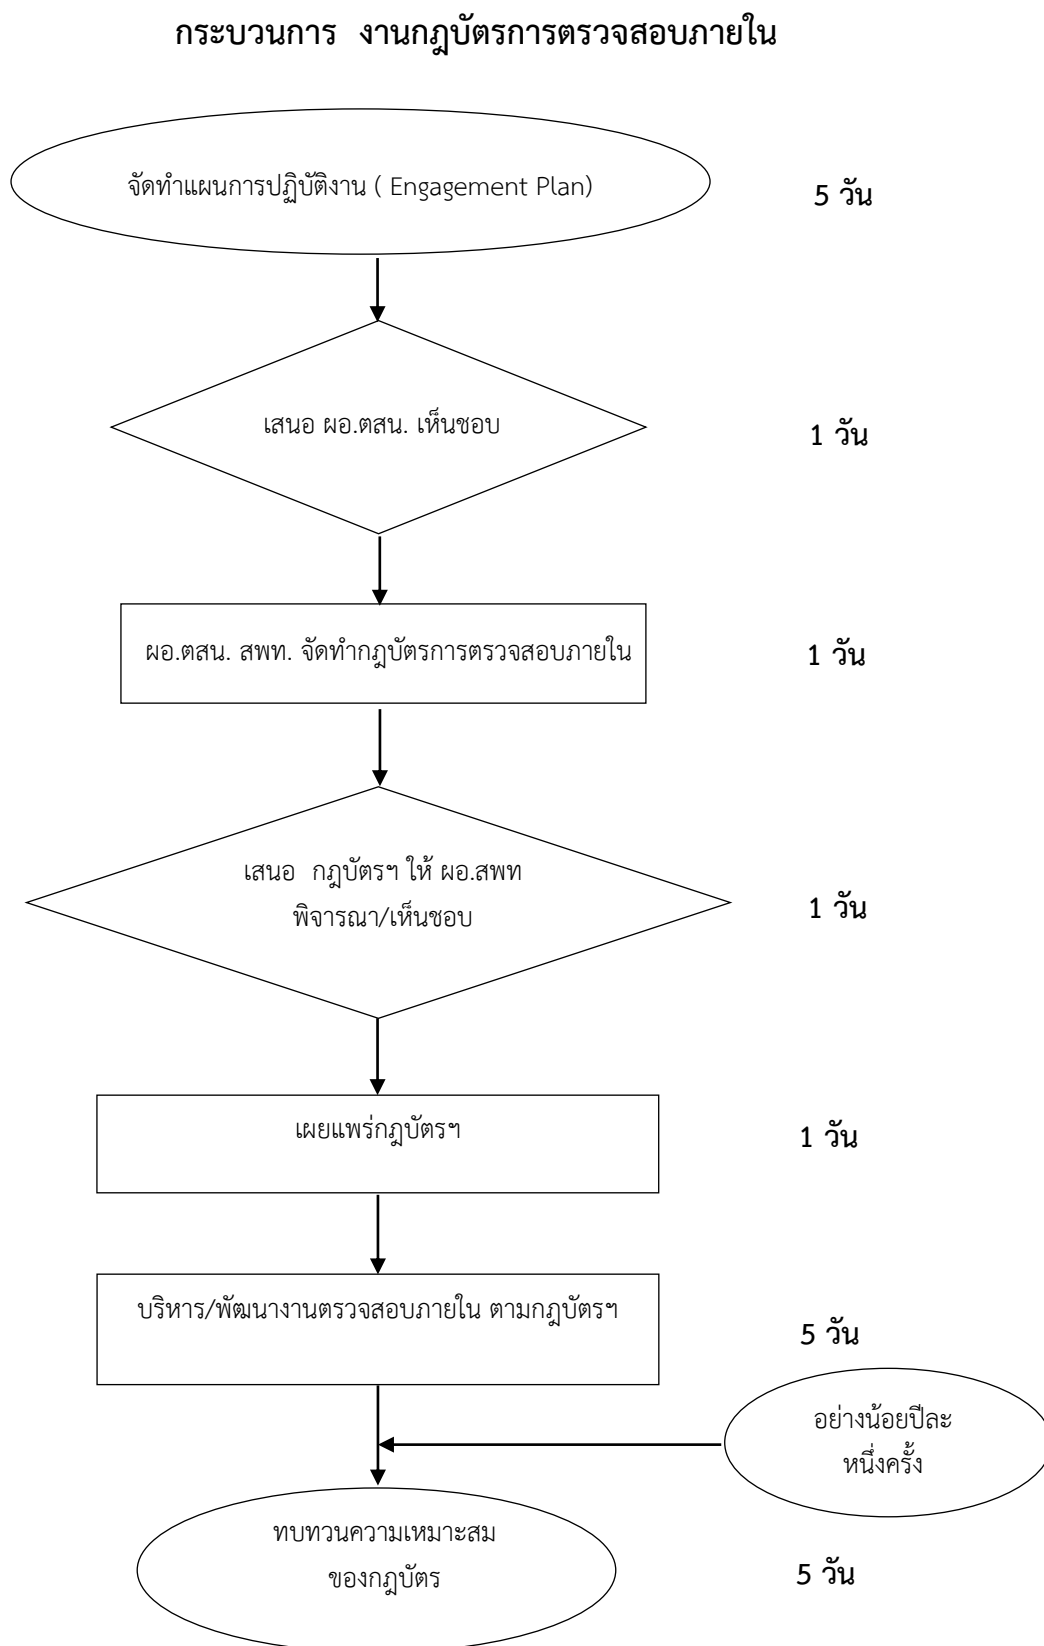 กระบวนการ งานกฎบัตรการตรวจสอบภายใน
จัดทำแผนการปฏิบัติงาน ( Engagement Plan)
5 วัน
เสนอ ผอ.ตสน. เห็นชอบ
1 วัน
ผอ.ตสน. สพท. จัดทำกฎบัตรการตรวจสอบภายใน
1 วัน
เสนอ กฎบัตรฯ ให้ ผอ.สพท
พิจารณา/เห็นชอบ
1 วัน
เผยแพร่กฎบัตรฯ
1 วัน
บริหาร/พัฒนางานตรวจสอบภายใน ตามกฎบัตรฯ
5 วัน
อย่างน้อยปีละ
หนึ่งครั้ง
ทบทวนความเหมาะสม
ของกฎบัตร
5 วัน